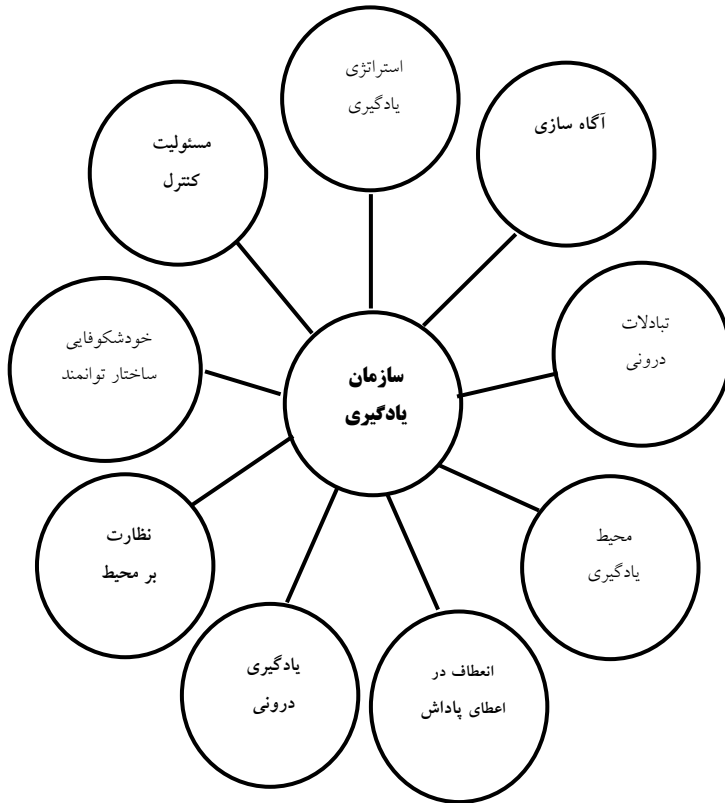 استراتژی
یادگیری
آگاه سازی
مسئولیت
کنترل
تبادلات
درونی
خودشکوفایی
ساختار توانمند
سازمان
یادگیری
محیط
یادگیری
نظارت
بر محیط
انعطاف در
اعطای پاداش
یادگیری
درونی